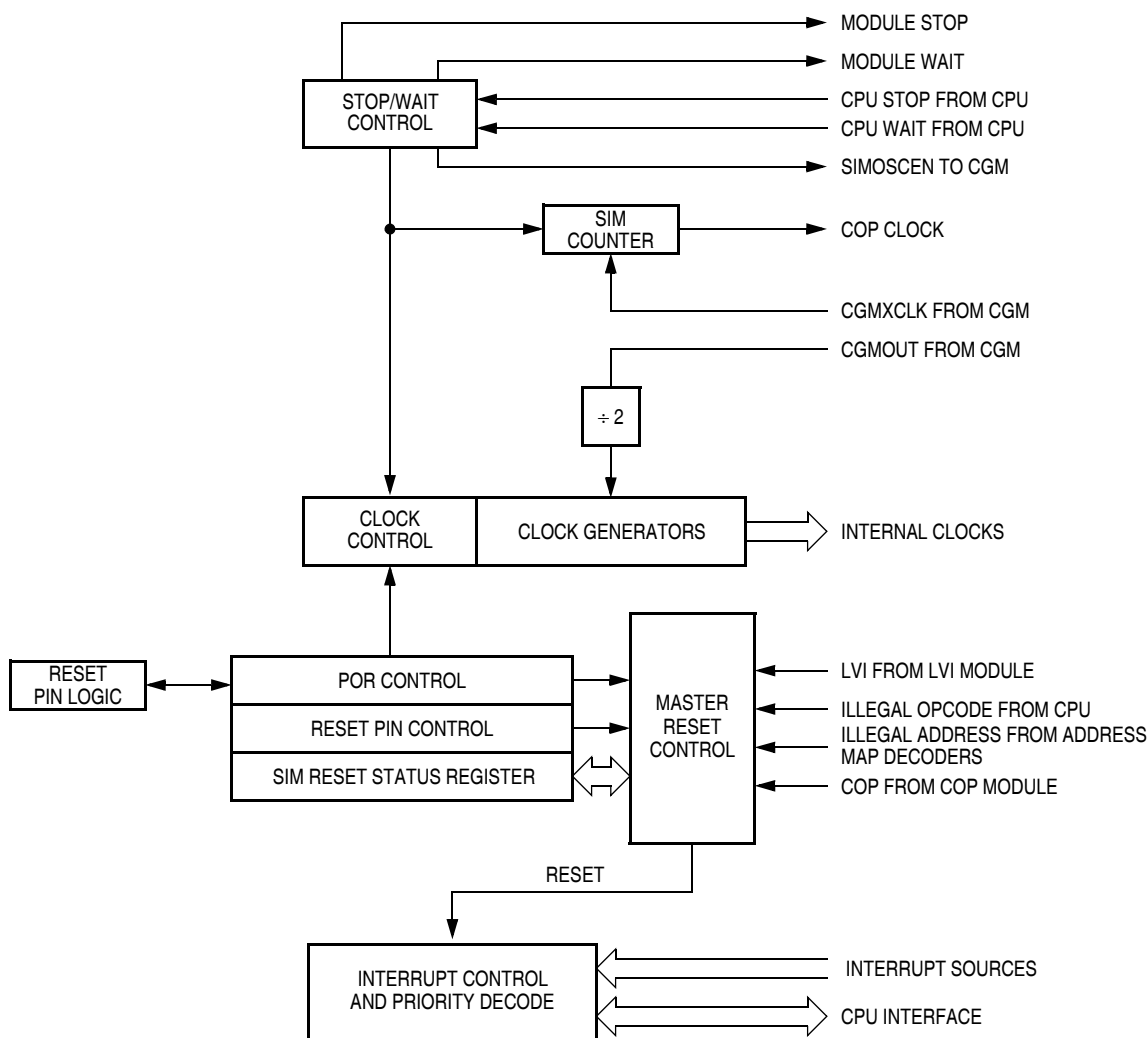 MODULE STOP
MODULE WAIT
STOP/WAIT
CONTROL
CPU STOP FROM CPU
CPU WAIT FROM CPU
SIMOSCEN TO CGM
SIM
COUNTER
COP CLOCK
CGMXCLK FROM CGM
CGMOUT FROM CGM
÷ 2
CLOCK
CONTROL
CLOCK GENERATORS
INTERNAL CLOCKS
RESET
PIN LOGIC
POR CONTROL
RESET PIN CONTROL
SIM RESET STATUS REGISTER
MASTER
RESET
CONTROL
LVI FROM LVI MODULE
ILLEGAL OPCODE FROM CPU
ILLEGAL ADDRESS FROM ADDRESS
MAP DECODERS
COP FROM COP MODULE
RESET
INTERRUPT CONTROL
AND PRIORITY DECODE
INTERRUPT SOURCES
CPU INTERFACE